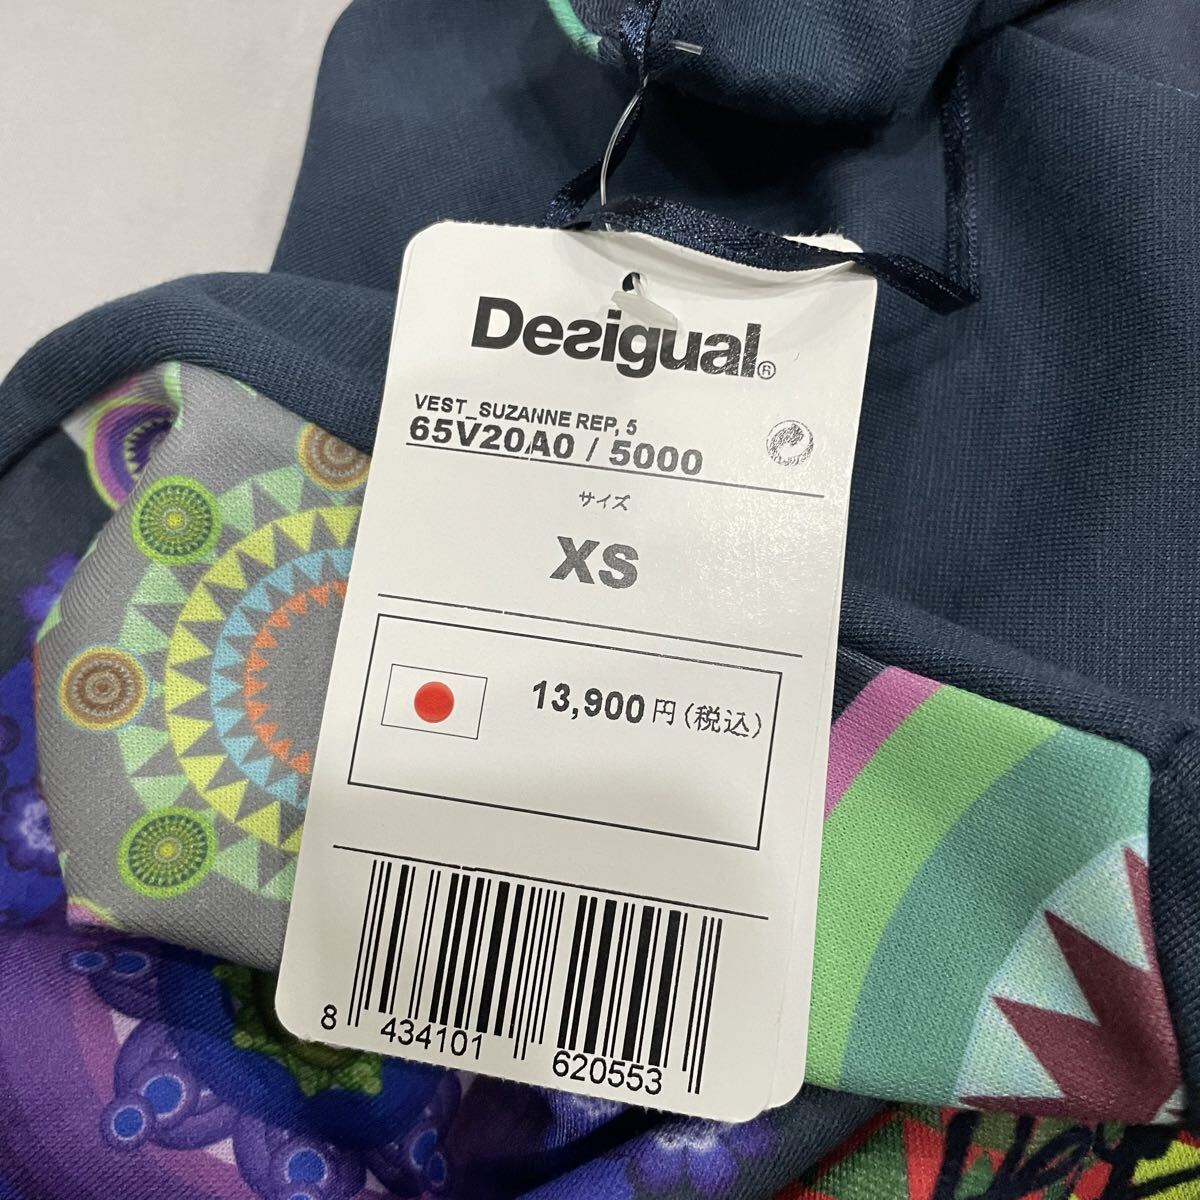 Desigual®
VEST_SUZANNE REP, 5
65V20A0 / 5000
サイズ
XS
13,900円(税込)
8 434101 620553